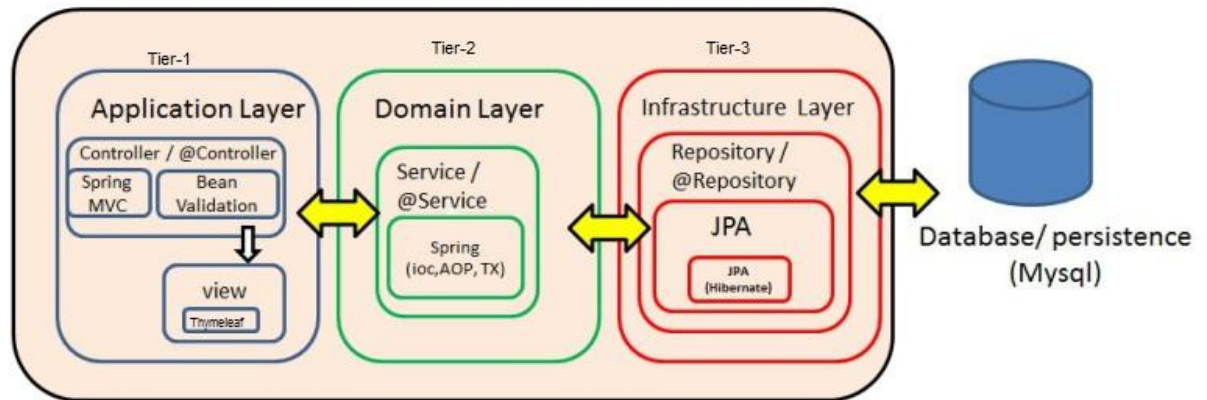 Tier-1
Application Layer
Controller / @Controller
Spring
MVC
Bean
Validation
view
Thymeleaf
Tier-2
Domain Layer
Service /
@Service
Spring
(ioc,AOP, TX)
Tier-3
Infrastructure Layer
Repository /
@Repository
JPA
JPA
(Hibernate)
Database/ persistence
(Mysql)